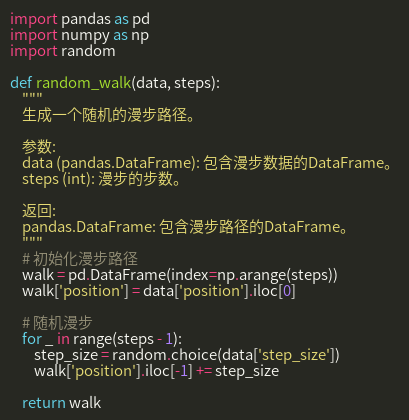 import pandas as pd
import numpy as np
import random

def random_walk(data, steps):
    """
    生成一个随机的漫步路径。

    参数:
    data (pandas.DataFrame): 包含漫步数据的DataFrame。
    steps (int): 漫步的步数。

    返回:
    pandas.DataFrame: 包含漫步路径的DataFrame。
    """
    # 初始化漫步路径
    walk = pd.DataFrame(index=np.arange(steps))
    walk['position'] = data['position'].iloc[0]

    # 随机漫步
    for _ in range(steps - 1):
        step_size = random.choice(data['step_size'])
        walk['position'].iloc[-1] += step_size

    return walk